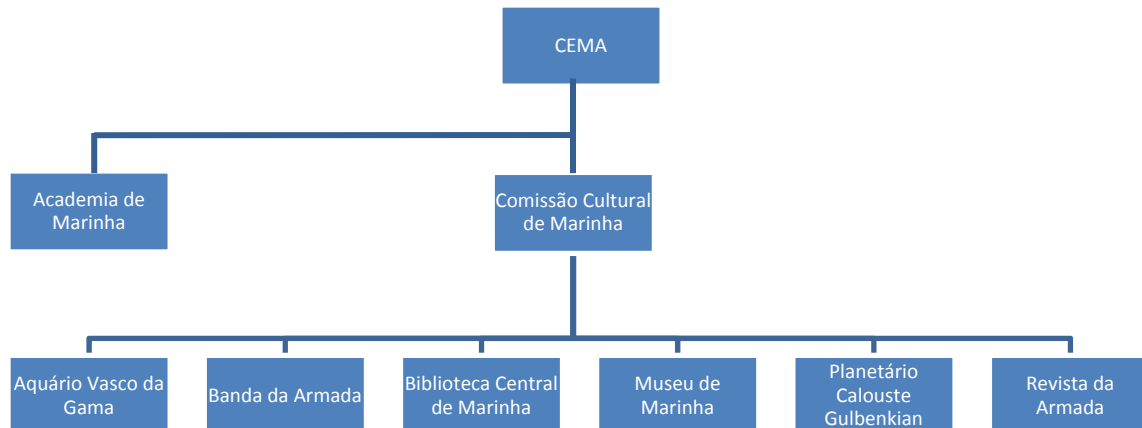 CEMA
Academia de
Marinha
Comissão Cultural
de Marinha
Aquário Vasco da
Gama
Banda da Armada
Biblioteca Central
de Marinha
Museu de
Marinha
Planetário
Calouste
Gulbenkian
Revista da
Armada